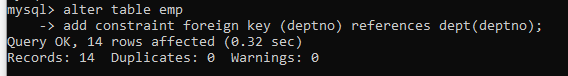 mysql> alter table emp
-> add constraint foreign key (deptno) references dept(deptno);
Query OK, 14 rows affected (0.32 sec)
Records: 14  Duplicates: 0  Warnings: 0